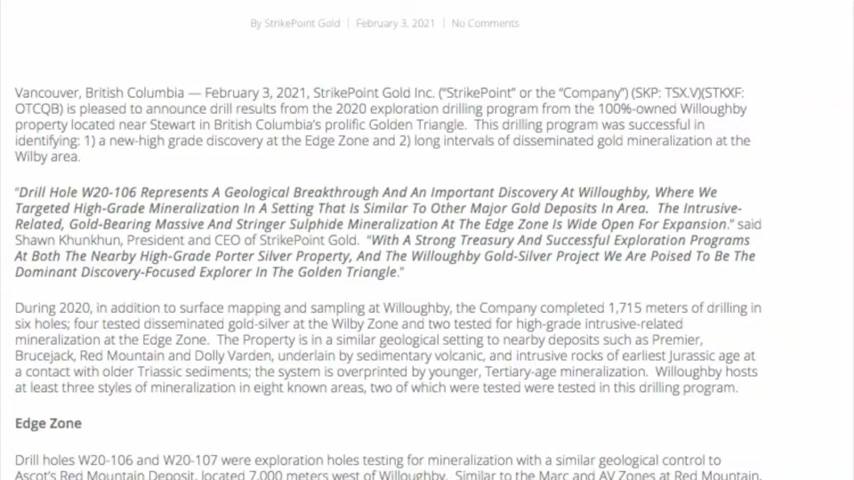 By StrikePoint Gold | February 3, 2021 | No Comments
Vancouver, British Columbia — February 3, 2021, StrikePoint Gold Inc. ("StrikePoint" or the "Company") (SKP: TSX.V)(STKXF:
OTCQB) is pleased to announce drill results from the 2020 exploration drilling program from the 100%-owned Willoughby
property located near Stewart in British Columbia's prolific Golden Triangle.  This drilling program was successful in
identifying: 1) a new-high grade discovery at the Edge Zone and 2) long intervals of disseminated gold mineralization at the
Wilby area.
"Drill Hole W20-106 Represents A Geological Breakthrough And An Important Discovery At Willoughby, Where We
Targeted High-Grade Mineralization In A Setting That Is Similar To Other Major Gold Deposits In Area.  The Intrusive-
Related, Gold-Bearing Massive And Stringer Sulphide Mineralization At The Edge Zone Is Wide Open For Expansion." said
Shawn Khunkhun, President and CEO of StrikePoint Gold.  "With A Strong Treasury And Successful Exploration Programs
At Both The Nearby High-Grade Porter Silver Property, And The Willoughby Gold-Silver Project We Are Poised To Be The
Dominant Discovery-Focused Explorer In The Golden Triangle."
During 2020, in addition to surface mapping and sampling at Willoughby, the Company completed 1,715 meters of drilling in
six holes; four tested disseminated gold-silver at the Wilby Zone and two tested for high-grade intrusive-related
mineralization at the Edge Zone.  The Property is in a similar geological setting to nearby deposits such as Premier,
Brucejack, Red Mountain and Dolly Varden, underlain by sedimentary volcanic, and intrusive rocks of earliest Jurassic age at
a contact with older Triassic sediments; the system is overprinted by younger, Tertiary-age mineralization.  Willoughby hosts
at least three styles of mineralization in eight known areas, two of which were tested were tested in this drilling program.
Edge Zone
Drill holes W20-106 and W20-107 were exploration holes testing for mineralization with a similar geological control to
Ascot's Red Mountain Deposit, located 7,000 meters west of Willoughby.  Similar to the Marc and AV Zones at Red Mountain,